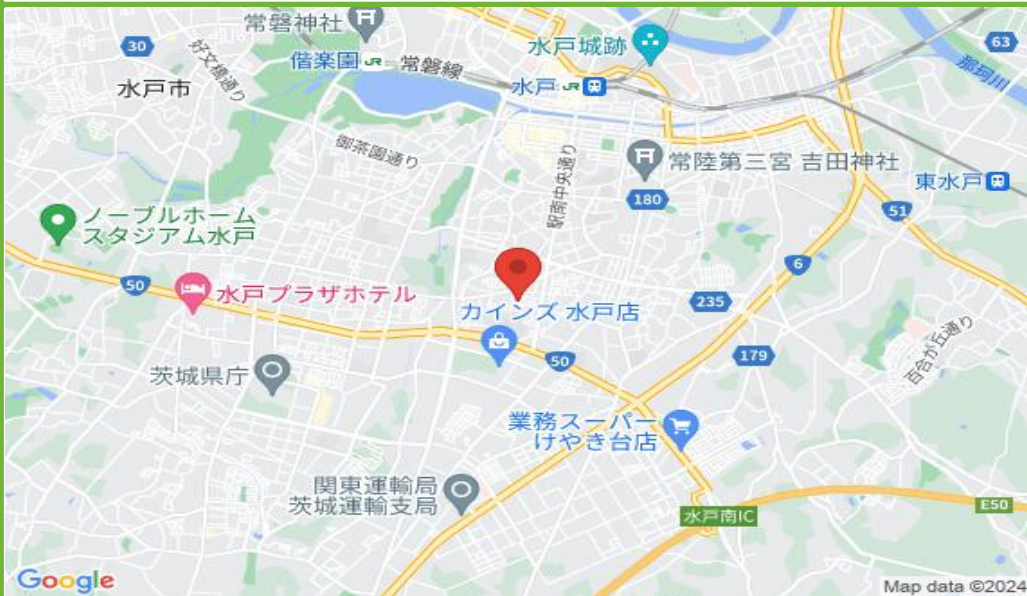 常磐神社
30
好文橋通り
偕楽園
JR
常磐線
水戸城跡
63
那珂川
水戸市
水戸
JR
御茶園通り
駅南中央通り
常陸第三宮 吉田神社
180
東水戸
51
ノーブルホーム
スタジアム水戸
50
水戸プラザホテル
6
235
カインズ 水戸店
50
179
百合が丘通り
茨城県庁
業務スーパー
けやき台店
関東運輸局
茨城運輸支局
水戸南IC
E50
Google
Map data ©2024